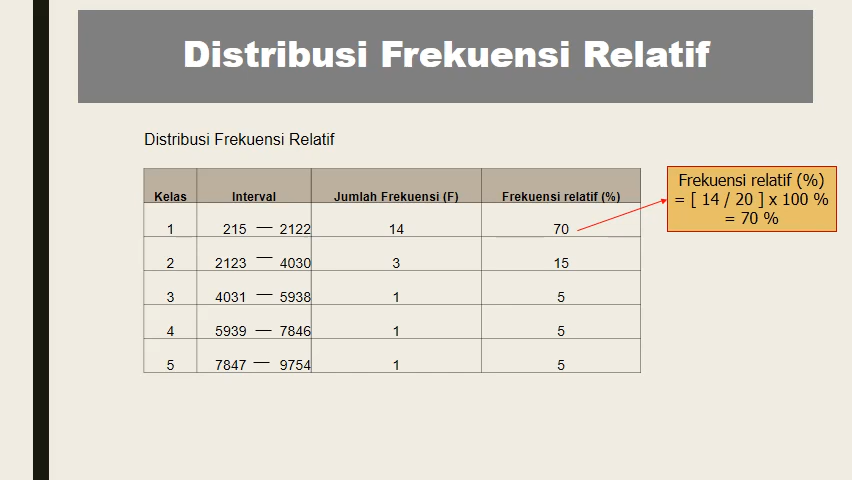 Distribusi Frekuensi Relatif
Distribusi Frekuensi Relatif
Kelas Interval Jumlah Frekuensi (F) Frekuensi relatif (%)
1 215 — 2122 14 70
2 2123 — 4030 3 15
3 4031 — 5938 1 5
4 5939 — 7846 1 5
5 7847 — 9754 1 5
Frekuensi relatif (%)
= [ 14 / 20 ] x 100 %
= 70 %